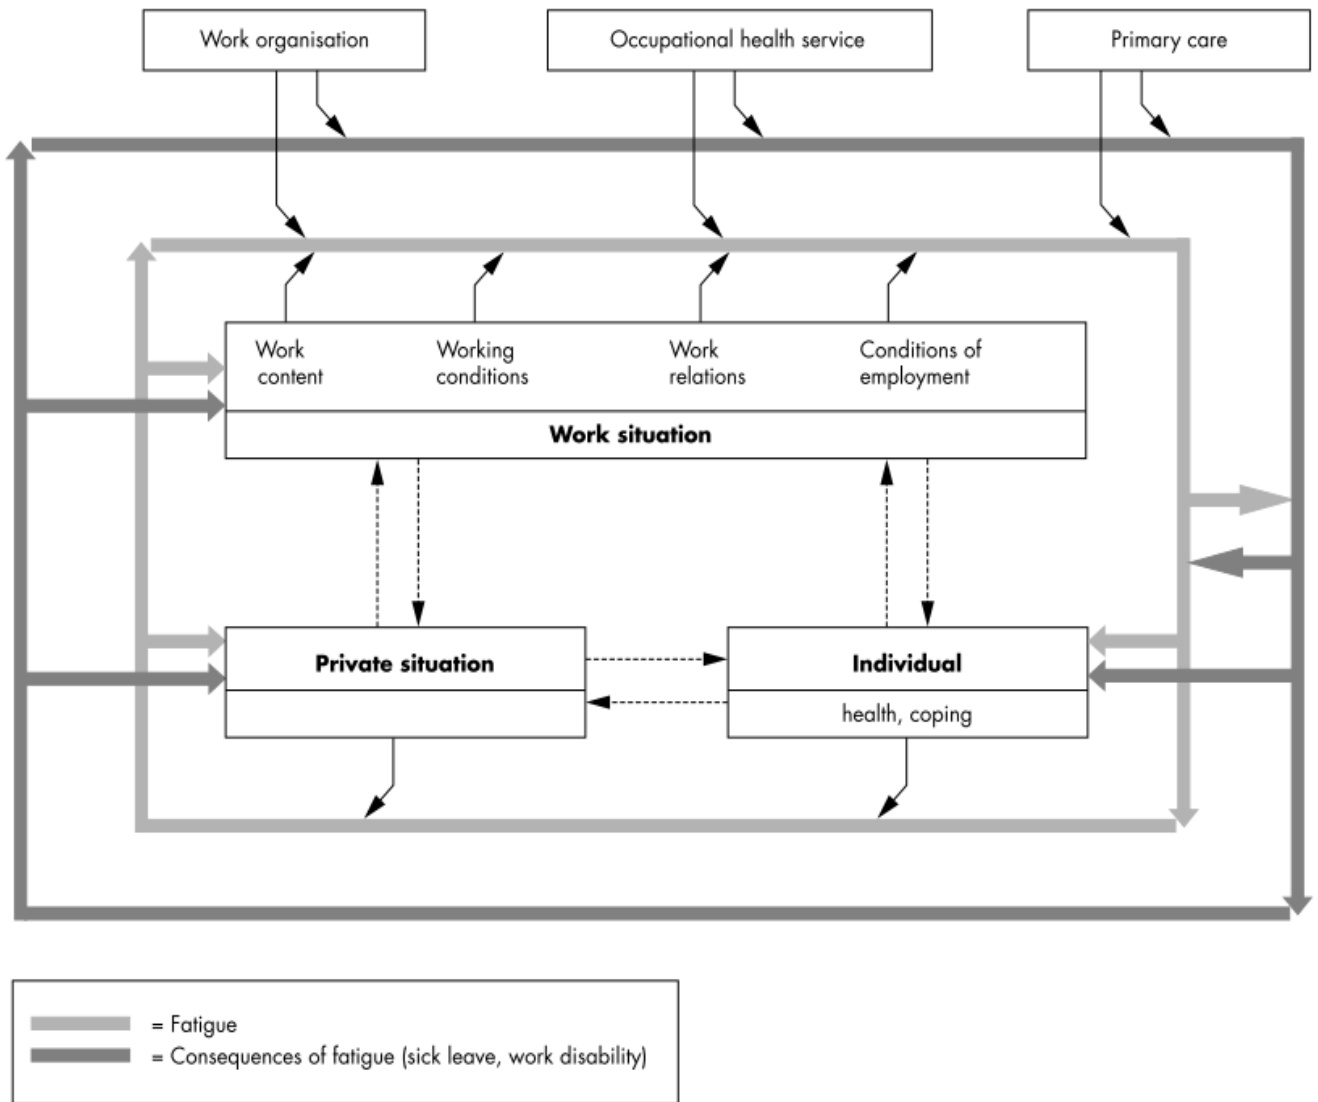 Work organisation
Occupational health service
Primary care
Work
content
Working
conditions
Work
relations
Conditions of
employment
Work situation
Private situation
Individual
health, coping
= Fatigue
= Consequences of fatigue (sick leave, work disability)